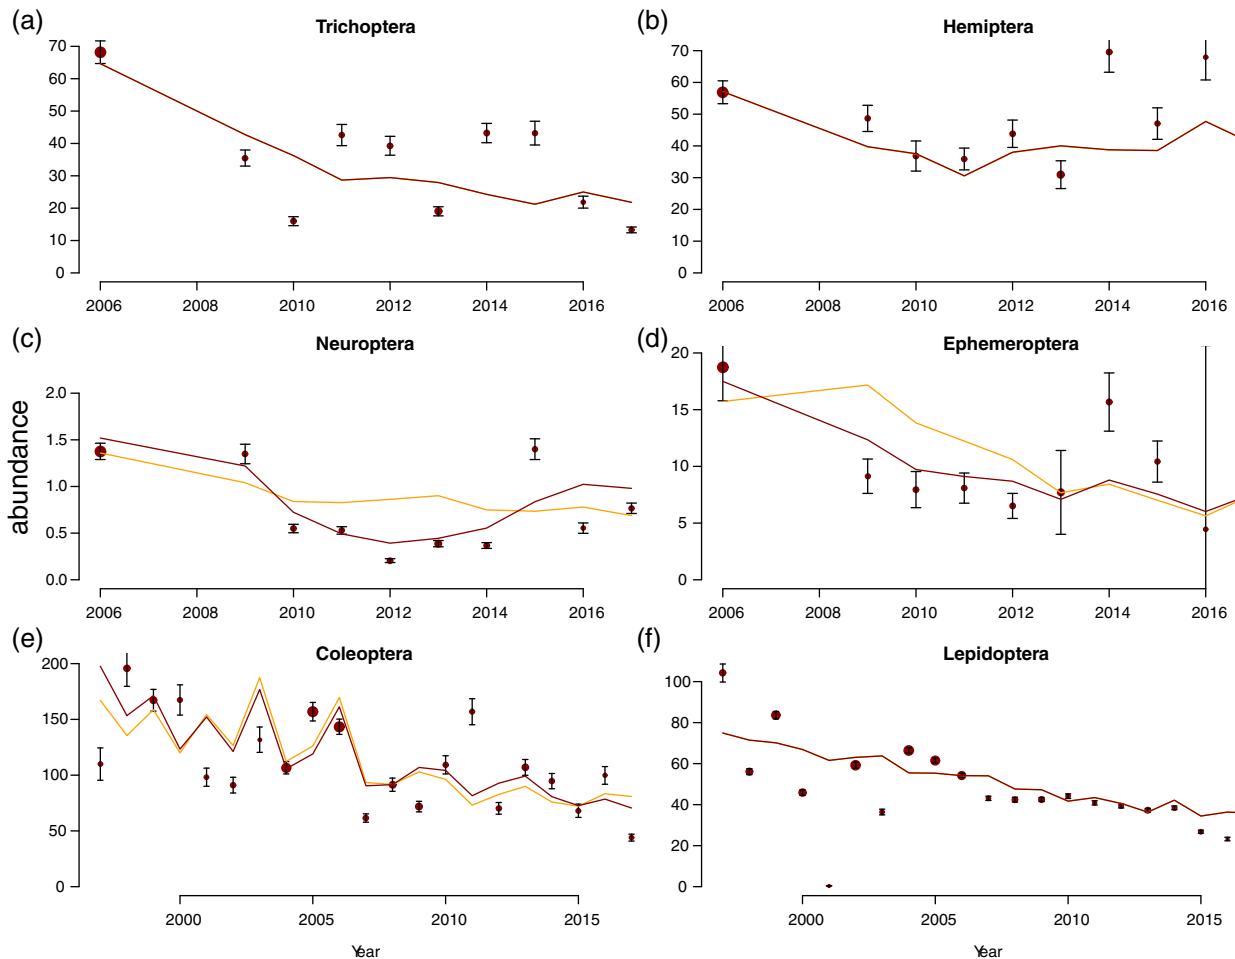 (a) Trichoptera
70
60
50
40
30
20
10
0
2006 2008 2010 2012 2014 2016
(b) Hemiptera
70
60
50
40
30
20
10
0
2006 2008 2010 2012 2014 2016
(c) Neuroptera
2.0
1.5
1.0
0.5
0.0
2006 2008 2010 2012 2014 2016
abundance
(d) Ephemeroptera
20
15
10
5
0
2006 2008 2010 2012 2014 2016
(e) Coleoptera
200
150
100
50
0
2000 2005 2010 2015
Year
(f) Lepidoptera
100
80
60
40
20
0
2000 2005 2010 2015
Year